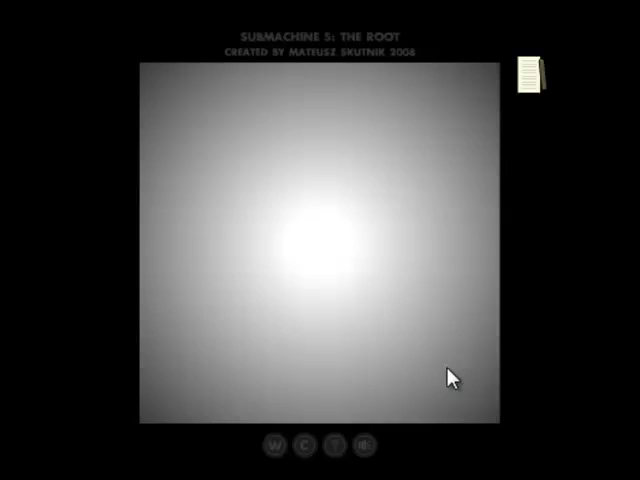 SUBMACHINE 5: THE ROOT
CREATED BY MATEUSZ SKUTNIK 2008
W C T